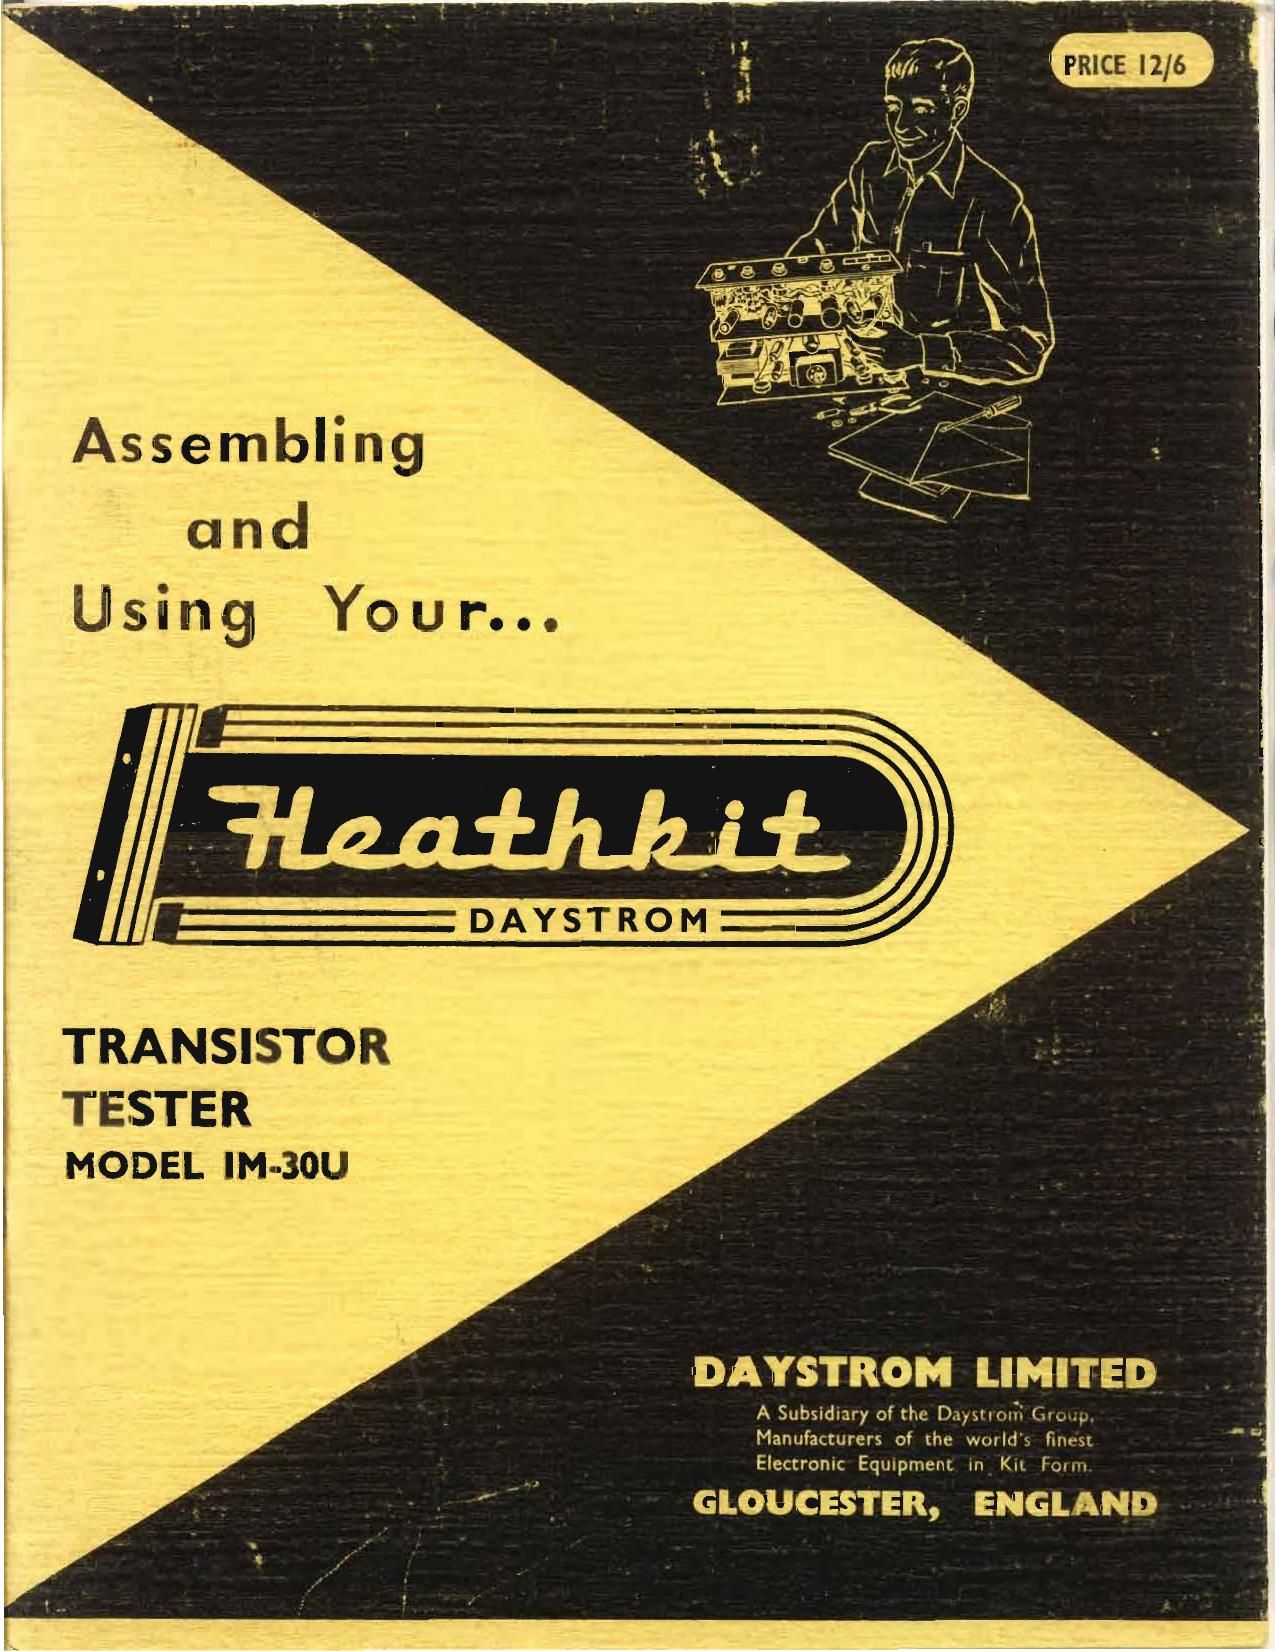 PRICE 12/6
Assembling
and
Using Your...
Heathkit
DAYSTROM
TRANSISTOR
TESTER
MODEL IM-30U
DAYSTROM LIMITED
A Subsidiary of the Daystrom Group,
Manufacturers of the world's finest
Electronic Equipment in Kit Form.
GLOUCESTER, ENGLAND